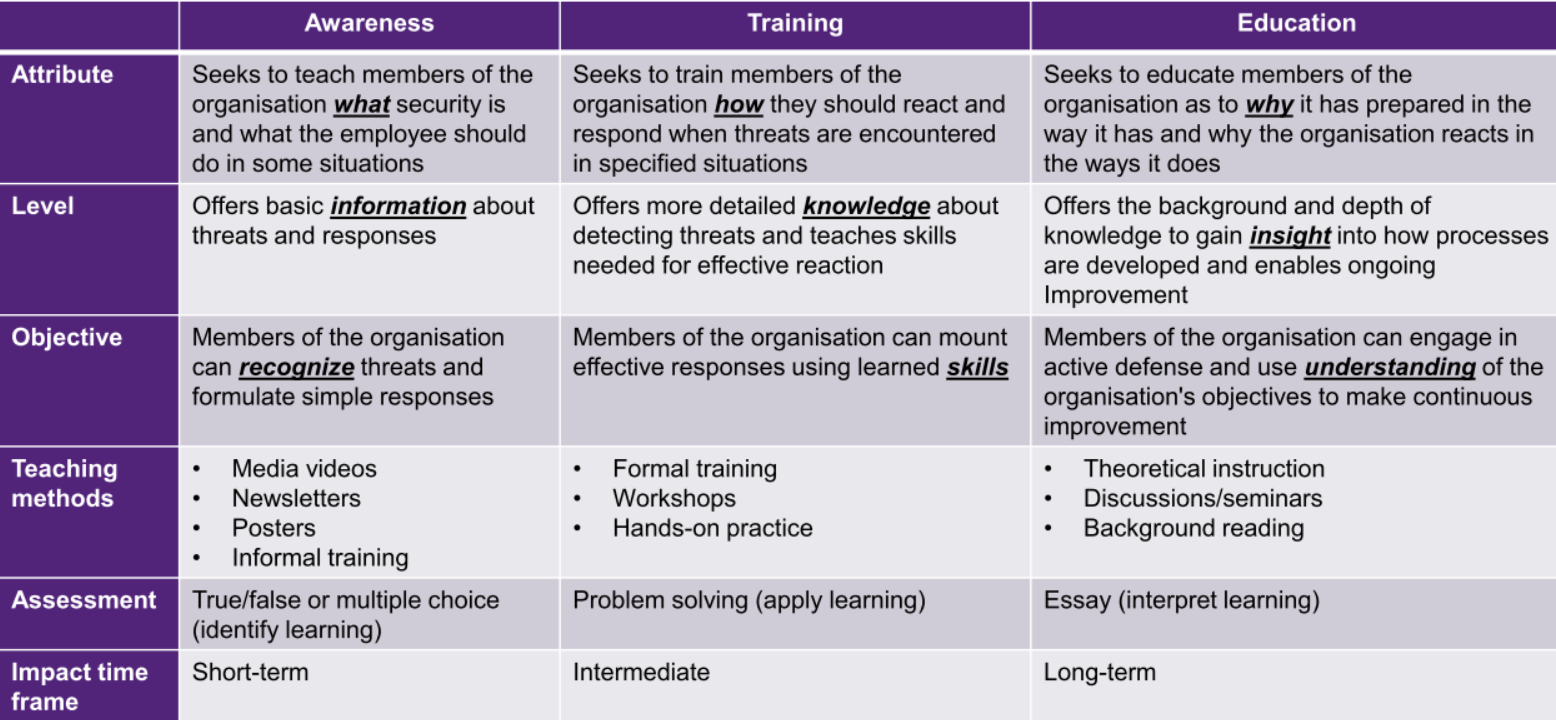 Awareness
Training
Education
Attribute
Seeks to teach members of the
organisation what security is
and what the employee should
do in some situations
Seeks to train members of the
organisation how they should react and
respond when threats are encountered
in specified situations
Seeks to educate members of the
organisation as to why it has prepared in the
way it has and why the organisation reacts in
the ways it does
Level
Offers basic information about
threats and responses
Offers more detailed knowledge about
detecting threats and teaches skills
needed for effective reaction
Offers the background and depth of
knowledge to gain insight into how processes
are developed and enables ongoing
Improvement
Objective
Members of the organisation
can recognize threats and
formulate simple responses
Members of the organisation can mount
effective responses using learned skills
Members of the organisation can engage in
active defense and use understanding of the
organisation's objectives to make continuous
improvement
Teaching
methods
• Media videos
• Newsletters
• Posters
• Informal training
• Formal training
• Workshops
• Hands-on practice
• Theoretical instruction
• Discussions/seminars
• Background reading
Assessment
True/false or multiple choice
(identify learning)
Problem solving (apply learning)
Essay (interpret learning)
Impact time
frame
Short-term
Intermediate
Long-term